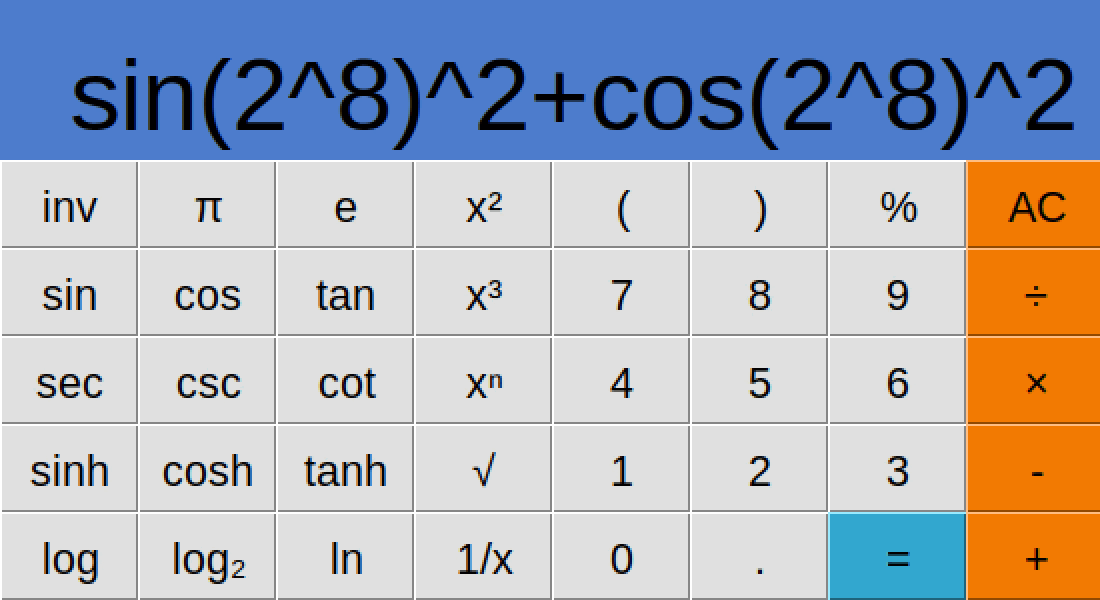 sin(2^8)^2+cos(2^8)^2
inv π e x² ( ) % AC
sin cos tan x³ 7 8 9 ÷
sec csc cot xⁿ 4 5 6 ×
sinh cosh tanh √ 1 2 3 -
log log₂ ln 1/x 0 . = +